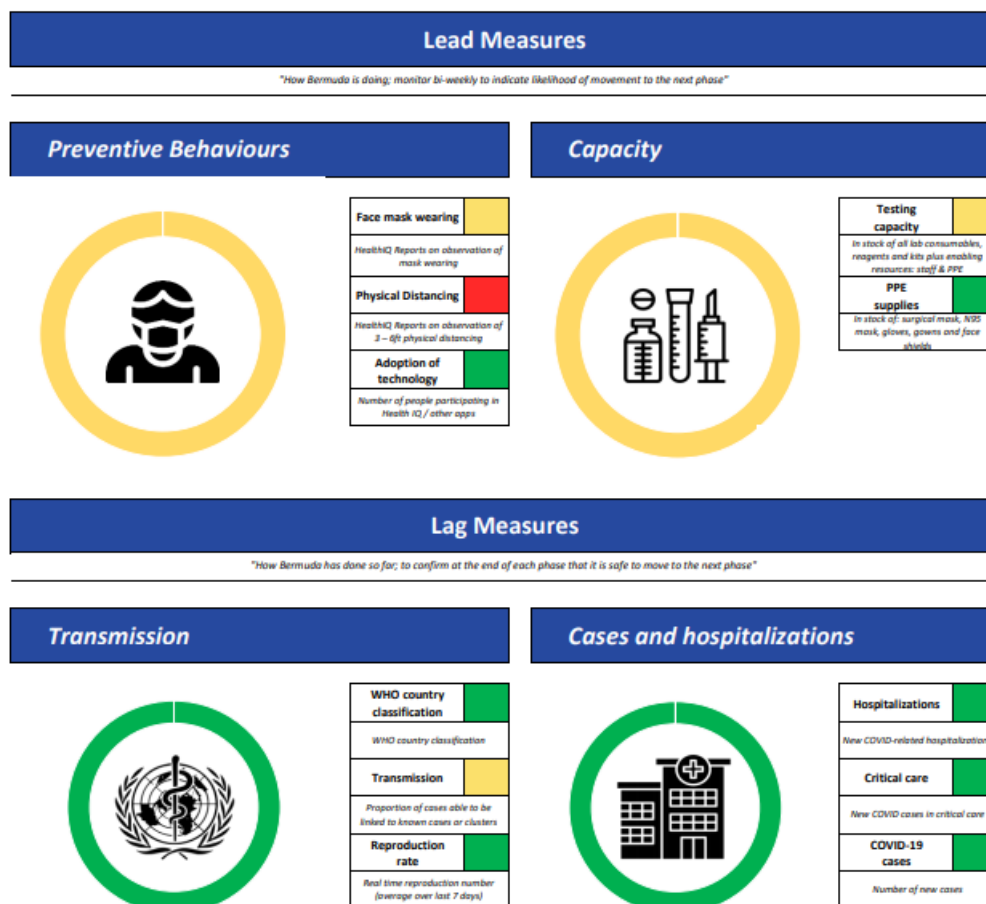 Lead Measures
"How Bermuda is doing; monitor bi-weekly to indicate likelihood of movement to the next phase"
Preventive Behaviours
Face mask wearing
HealthIQ Reports on observation of
mask wearing
Physical Distancing
HealthIQ Reports on observation of
3 – 6ft physical distancing
Adoption of
technology
Number of people participating in
Health IQ / other apps
Capacity
Testing
capacity
In stock of all lab consumables,
reagents and kits plus enabling
resources: staff & PPE
PPE
supplies
In stock of: surgical mask, N95
mask, gloves, gowns and face
shields
Lag Measures
"How Bermuda has done so far; to confirm at the end of each phase that it is safe to move to the next phase"
Transmission
WHO country
classification
WHO country classification
Transmission
Proportion of cases able to be
linked to known cases or clusters
Reproduction
rate
Real time reproduction number
(average over last 7 days)
Cases and hospitalizations
Hospitalizations
New COVID-related hospitalization
Critical care
New COVID cases in critical care
COVID-19
cases
Number of new cases